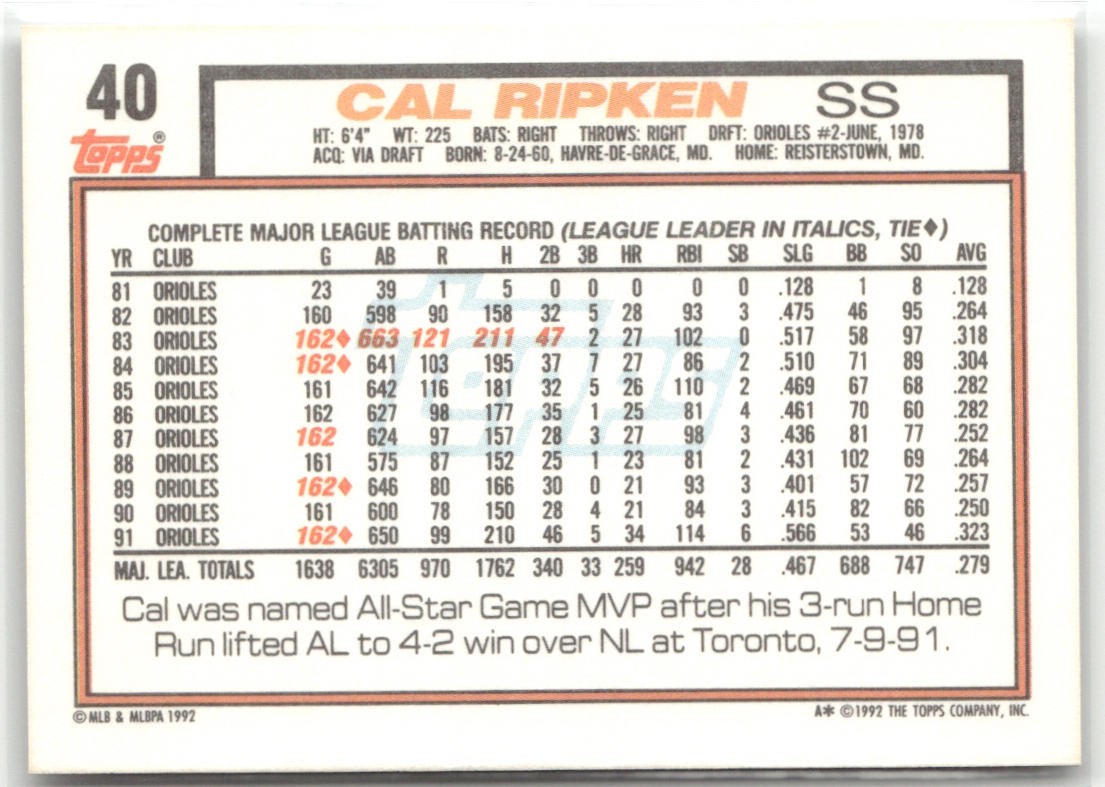 40
Topps®
CAL RIPKEN SS
HT: 6'4" WT: 225 BATS: RIGHT THROWS: RIGHT DRFT: ORIOLES #2-JUNE, 1978
ACQ: VIA DRAFT BORN: 8-24-60, HAVRE-DE-GRACE, MD. HOME: REISTERSTOWN, MD.
COMPLETE MAJOR LEAGUE BATTING RECORD (LEAGUE LEADER IN ITALICS, TIE♦)
YR CLUB G AB R H 2B 3B HR RBI SB SLG BB SO AVG
81 ORIOLES 23 39 1 5 0 0 0 0 0 .128 1 8 .128
82 ORIOLES 160 598 90 158 32 5 28 93 3 .475 46 95 .264
83 ORIOLES 162♦ 663 121 211 47 2 27 102 0 .517 58 97 .318
84 ORIOLES 162♦ 641 103 195 37 7 27 86 2 .510 71 89 .304
85 ORIOLES 161 642 116 181 32 5 26 110 2 .469 67 68 .282
86 ORIOLES 162 627 98 177 35 1 25 81 4 .461 70 60 .282
87 ORIOLES 162 624 97 157 28 3 27 98 3 .436 81 77 .252
88 ORIOLES 161 575 87 152 25 1 23 81 2 .431 102 69 .264
89 ORIOLES 162♦ 646 80 166 30 0 21 93 3 .401 57 72 .257
90 ORIOLES 161 600 78 150 28 4 21 84 3 .415 82 66 .250
91 ORIOLES 162♦ 650 99 210 46 5 34 114 6 .566 53 46 .323
MAJ. LEA. TOTALS 1638 6305 970 1762 340 33 259 942 28 .467 688 747 .279
Topps
Cal was named All-Star Game MVP after his 3-run Home
Run lifted AL to 4-2 win over NL at Toronto, 7-9-91.
© MLB & MLBPA 1992
A* ©1992 THE TOPPS COMPANY, INC.